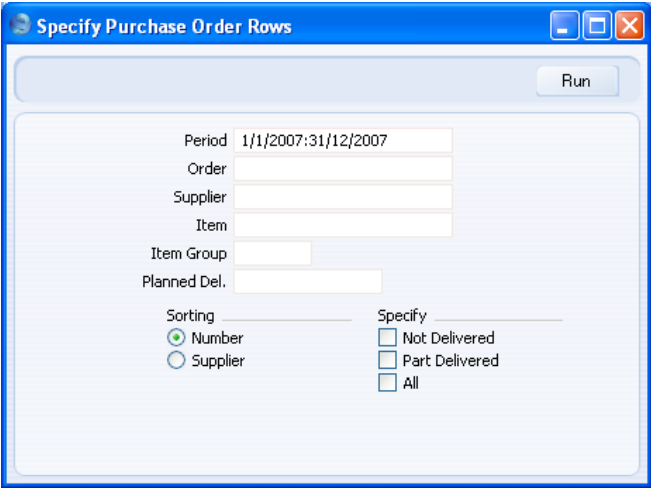 Specify Purchase Order Rows
Run
Period 1/1/2007:31/12/2007
Order
Supplier
Item
Item Group
Planned Del.
Sorting Specify
Number Not Delivered
Supplier Part Delivered
All